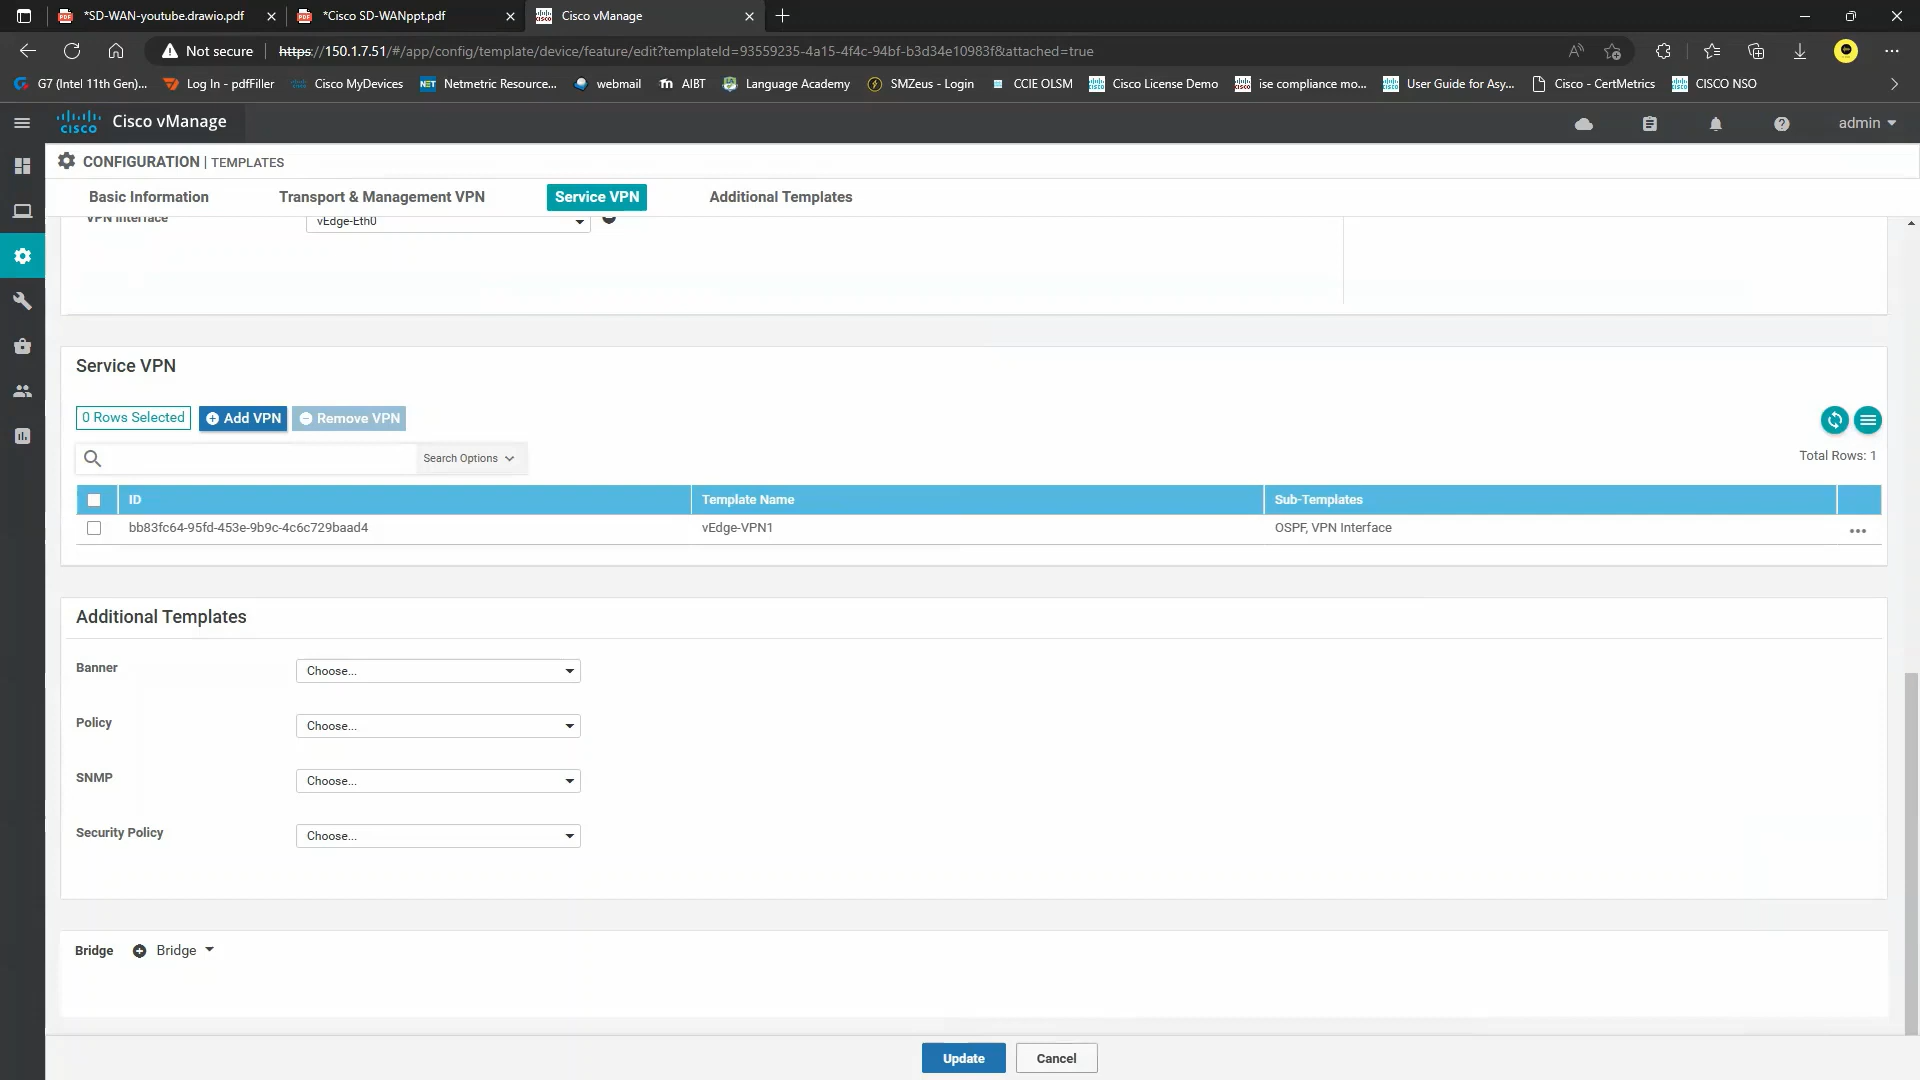 *SD-WAN-youtube.drawio.pdf
*Cisco SD-WANppt.pdf
Cisco vManage
Not secure
https://150.1.7.51/#/app/config/template/device/feature/edit?templateId=93559235-4a15-4f4c-94bf-b3d34e10983f&attached=true
G7 (Intel 11th Gen)...
Log In - pdfFiller
Cisco MyDevices
NET
Netmetric Resource...
webmail
AIBT
Language Academy
SMZeus - Login
CCIE OLSM
Cisco License Demo
ise compliance mo...
User Guide for Asy...
Cisco - CertMetrics
CISCO NSO
CISCO
Cisco vManage
admin
CONFIGURATION | TEMPLATES
Basic Information
Transport & Management VPN
Service VPN
Additional Templates
VPN Interface
vEdge-Eth0
Service VPN
0 Rows Selected
Add VPN
Remove VPN
Search Options
Total Rows: 1
ID
Template Name
Sub-Templates
bb83fc64-95fd-453e-9b9c-4c6c729baad4
vEdge-VPN1
OSPF, VPN Interface
Additional Templates
Banner
Choose...
Policy
Choose...
SNMP
Choose...
Security Policy
Choose...
Bridge
Bridge
Update
Cancel